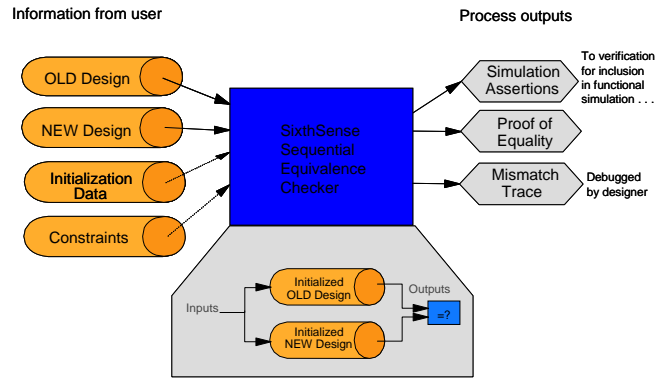 Information from user
Process outputs
OLD Design
NEW Design
Initialization
Data
Constraints
SixthSense
Sequential
Equivalence
Checker
Simulation
Assertions
To verification
for inclusion
in functional
simulation . . .
Proof of
Equality
Mismatch
Trace
Debugged
by designer
Inputs
Initialized
OLD Design
Initialized
NEW Design
Outputs
=?